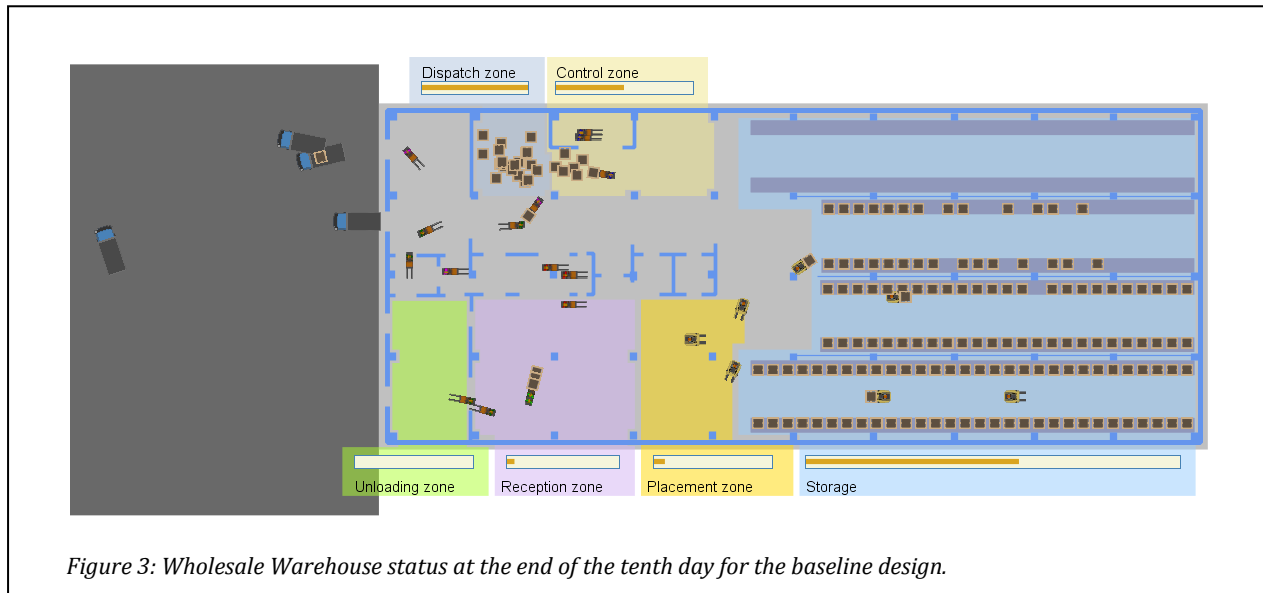 Dispatch zone
Control zone
Unloading zone
Reception zone
Placement zone
Storage
Figure 3: Wholesale Warehouse status at the end of the tenth day for the baseline design.